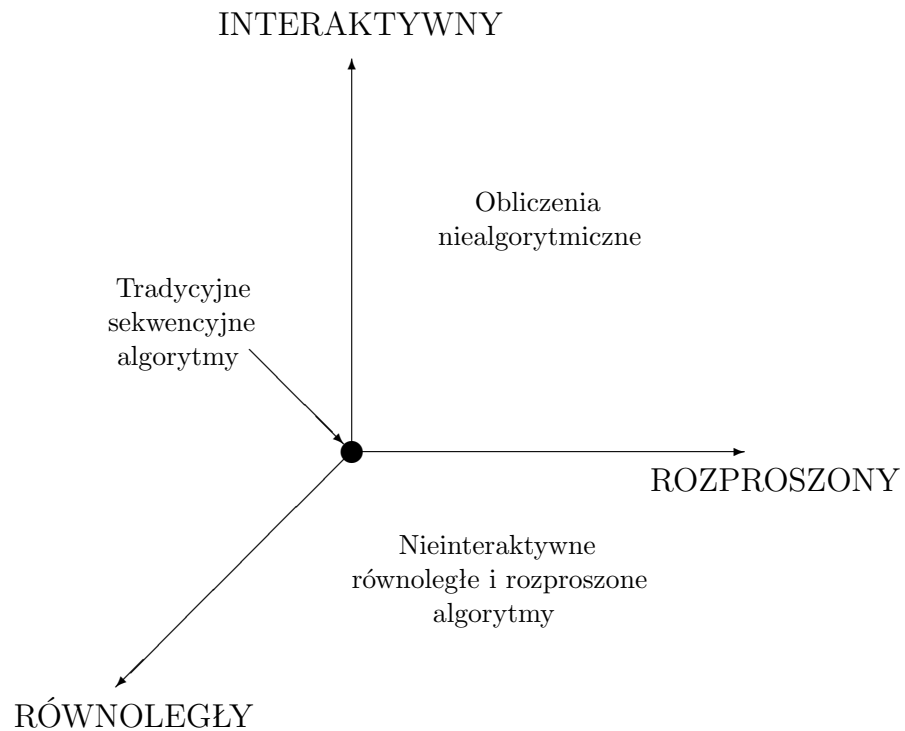 INTERAKTYWNY
Obliczenia
niealgorytmiczne
Tradycyjne
sekwencyjne
algorytmy
ROZPROSZONY
Nieinteraktywne
równoległe i rozproszone
algorytmy
RÓWNOLEGŁY